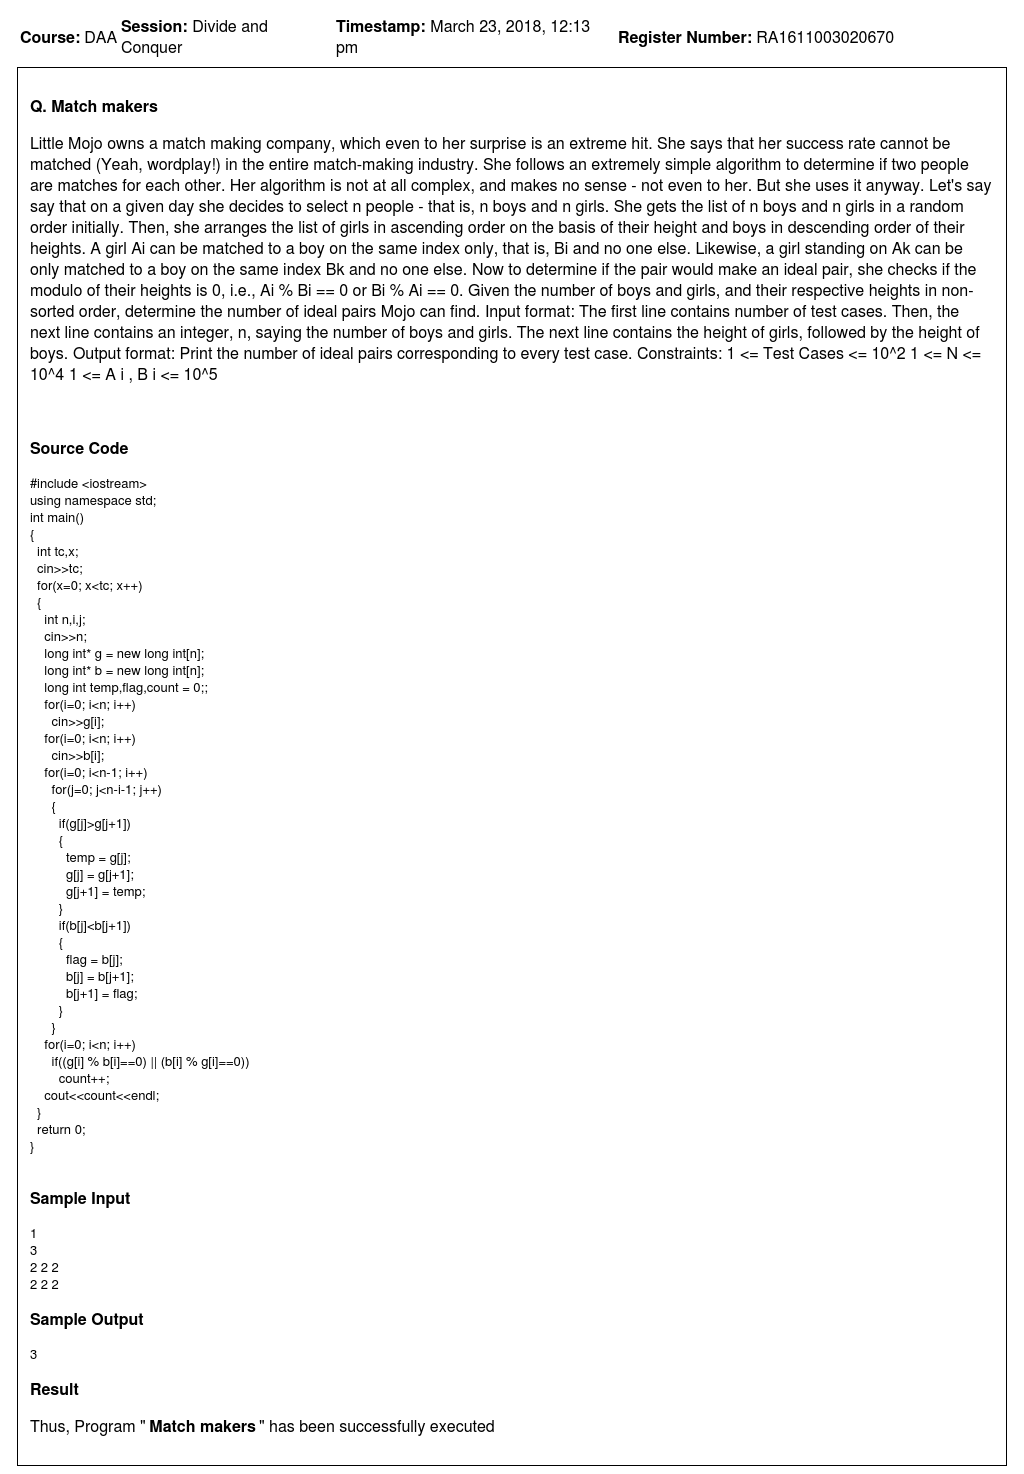 Course: DAA Session: Divide and Conquer Timestamp: March 23, 2018, 12:13 pm Register Number: RA1611003020670
Q. Match makers
Little Mojo owns a match making company, which even to her surprise is an extreme hit. She says that her success rate cannot be
matched (Yeah, wordplay!) in the entire match-making industry. She follows an extremely simple algorithm to determine if two people
are matches for each other. Her algorithm is not at all complex, and makes no sense - not even to her. But she uses it anyway. Let's say
say that on a given day she decides to select n people - that is, n boys and n girls. She gets the list of n boys and n girls in a random
order initially. Then, she arranges the list of girls in ascending order on the basis of their height and boys in descending order of their
heights. A girl Ai can be matched to a boy on the same index only, that is, Bi and no one else. Likewise, a girl standing on Ak can be
only matched to a boy on the same index Bk and no one else. Now to determine if the pair would make an ideal pair, she checks if the
modulo of their heights is 0, i.e., Ai % Bi == 0 or Bi % Ai == 0. Given the number of boys and girls, and their respective heights in non-
sorted order, determine the number of ideal pairs Mojo can find. Input format: The first line contains number of test cases. Then, the
next line contains an integer, n, saying the number of boys and girls. The next line contains the height of girls, followed by the height of
boys. Output format: Print the number of ideal pairs corresponding to every test case. Constraints: 1 <= Test Cases <= 10^2 1 <= N <=
10^4 1 <= A i , B i <= 10^5
Source Code
#include <iostream>
using namespace std;
int main()
{
  int tc,x;
  cin>>tc;
  for(x=0; x<tc; x++)
  {
    int n,i,j;
    cin>>n;
    long int* g = new long int[n];
    long int* b = new long int[n];
    long int temp,flag,count = 0;;
    for(i=0; i<n; i++)
      cin>>g[i];
    for(i=0; i<n; i++)
      cin>>b[i];
    for(i=0; i<n-1; i++)
      for(j=0; j<n-i-1; j++)
      {
        if(g[j]>g[j+1])
        {
          temp = g[j];
          g[j] = g[j+1];
          g[j+1] = temp;
        }
        if(b[j]<b[j+1])
        {
          flag = b[j];
          b[j] = b[j+1];
          b[j+1] = flag;
        }
      }
    for(i=0; i<n; i++)
      if((g[i] % b[i]==0) || (b[i] % g[i]==0))
        count++;
    cout<<count<<endl;
  }
  return 0;
}
Sample Input
1
3
2 2 2
2 2 2
Sample Output
3
Result
Thus, Program " Match makers " has been successfully executed